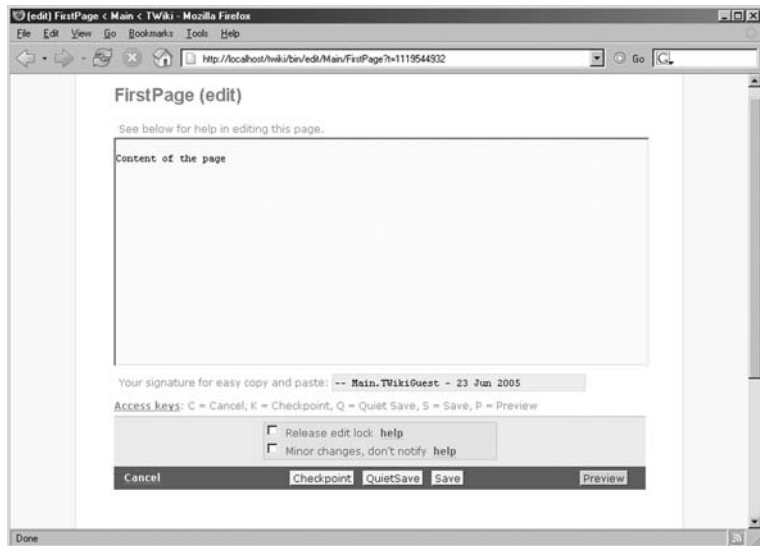 (edit) FirstPage < Main < TWiki - Mozilla Firefox
File Edit View Go Bookmarks Tools Help
http://localhost/twiki/bin/edit/Main/FirstPage?t=1119544932 Go G
FirstPage (edit)
See below for help in editing this page.
Content of the page
Your signature for easy copy and paste: -- Main.TWikiGuest - 23 Jun 2005
Access keys: C = Cancel, K = Checkpoint, Q = Quiet Save, S = Save, P = Preview
Release edit lock help
Minor changes, don't notify help
Cancel Checkpoint QuietSave Save Preview
Done